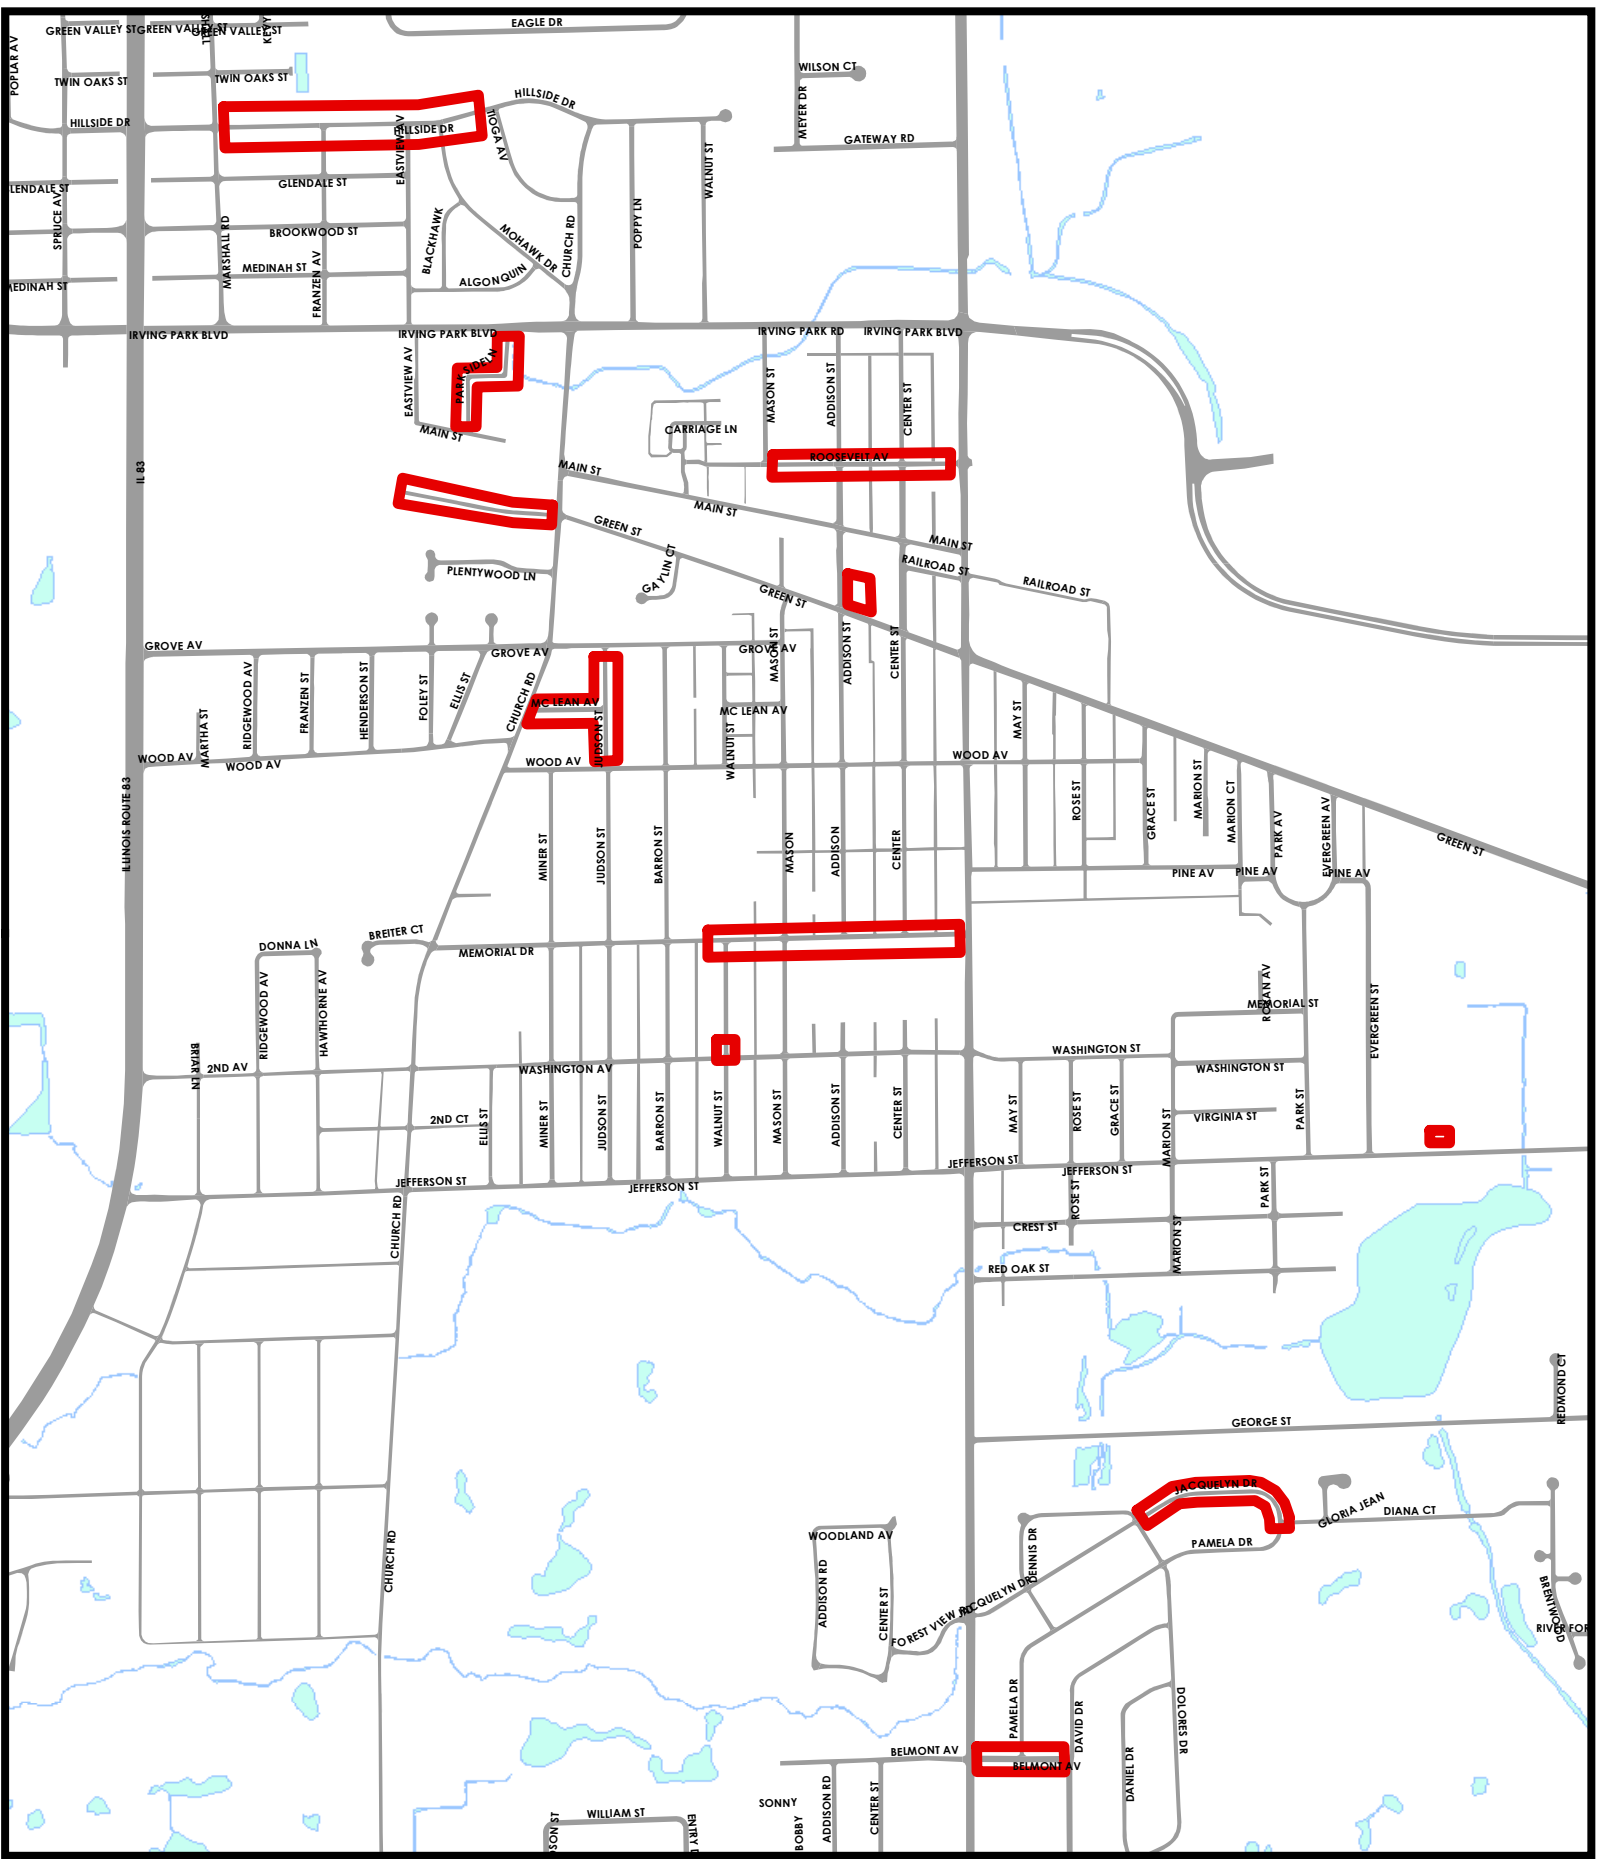 EAGLE DR
GREEN VALLEY ST
GREEN VALLEY ST
GREEN VALLEY ST
POPLAR AV
TWIN OAKS ST
TWIN OAKS ST
WILSON CT
MEYER DR
HILLSIDE DR
HILLSIDE DR
HILLSIDE DR
TIOGA AV
EASTVIEW AV
GATEWAY RD
WALNUT ST
GLENDALE ST
LENDALE ST
SPRUCE AV
MARSHALL RD
BROOKWOOD ST
BLACKHAWK
MOHAWK DR
CHURCH RD
POPPY LN
MEDINAH ST
MEDINAH ST
FRANZEN AV
ALGONQUIN
IRVING PARK BLVD
IRVING PARK BLVD
IRVING PARK RD
IRVING PARK BLVD
EASTVIEW AV
PARK SIDE LN
MASON ST
ADDISON ST
CENTER ST
MAIN ST
CARRIAGE LN
ROOSEVELT AV
IL 83
MAIN ST
MAIN ST
GREEN ST
MAIN ST
RAILROAD ST
RAILROAD ST
PLENTYWOOD LN
GAYLIN CT
GREEN ST
GROVE AV
GROVE AV
GROVE AV
MASON ST
ADDISON ST
CENTER ST
MARTHA ST
RIDGEWOOD AV
FRANZEN ST
HENDERSON ST
FOLEY ST
ELLIS ST
CHURCH RD
MC LEAN AV
JUDSON ST
MC LEAN AV
WALNUT ST
MAY ST
WOOD AV
WOOD AV
WOOD AV
WOOD AV
ILLINOIS ROUTE 83
MINER ST
JUDSON ST
BARRON ST
MASON
ADDISON
CENTER
ROSE ST
GRACE ST
MARION ST
MARION CT
PARK AV
EVERGREEN AV
GREEN ST
PINE AV
PINE AV
PINE AV
DONNA LN
BREITER CT
MEMORIAL DR
RIDGEWOOD AV
HAWTHORNE AV
MEMORIAL ST
EVERGREEN ST
BRIAR LN
2ND AV
WASHINGTON AV
WASHINGTON ST
WASHINGTON ST
2ND CT
ELLIS ST
MINER ST
JUDSON ST
BARRON ST
WALNUT ST
MASON ST
ADDISON ST
CENTER ST
MAY ST
ROSE ST
GRACE ST
MARION ST
VIRGINIA ST
PARK ST
JEFFERSON ST
JEFFERSON ST
JEFFERSON ST
JEFFERSON ST
CHURCH RD
ROSE ST
PARK ST
CREST ST
MARION ST
RED OAK ST
REDMOND CT
GEORGE ST
JACQUELYN DR
GLORIA JEAN
DIANA CT
CHURCH RD
WOODLAND AV
ADDISON RD
CENTER ST
DENNIS DR
PAMELA DR
FOREST VIEW RD
JACQUELYN DR
BRENTWOOD
RIVER FOR
PAMELA DR
DAVID DR
DOLORES DR
BELMONT AV
BELMONT AV
DANIEL DR
SONNY
BOBBY
ADDISON RD
CENTER ST
WILLIAM ST